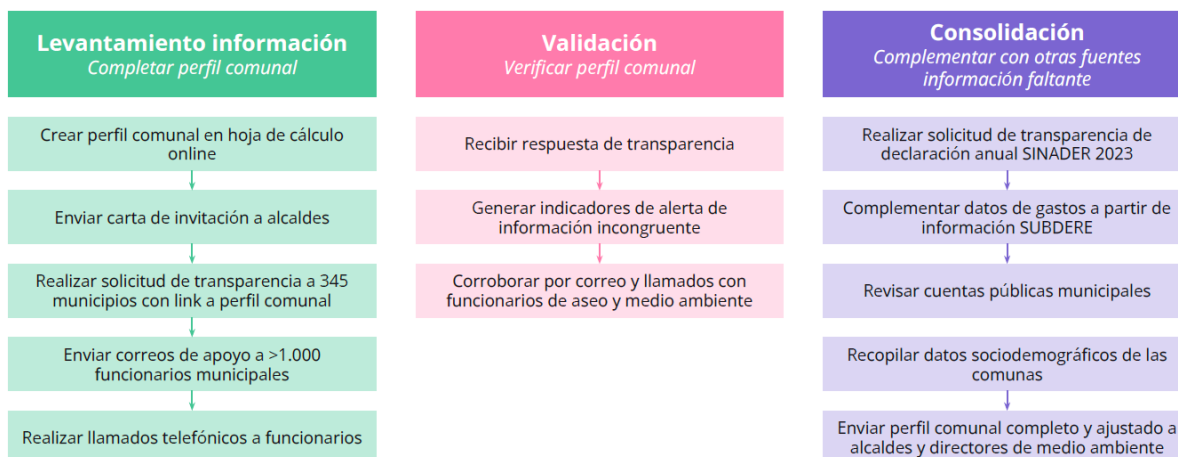 Levantamiento información
Completar perfil comunal
Crear perfil comunal en hoja de cálculo
online
Enviar carta de invitación a alcaldes
Realizar solicitud de transparencia a 345
municipios con link a perfil comunal
Enviar correos de apoyo a >1.000
funcionarios municipales
Realizar llamados telefónicos a funcionarios
Validación
Verificar perfil comunal
Recibir respuesta de transparencia
Generar indicadores de alerta de
información incongruente
Corroborar por correo y llamados con
funcionarios de aseo y medio ambiente
Consolidación
Complementar con otras fuentes
información faltante
Realizar solicitud de transparencia de
declaración anual SINADER 2023
Complementar datos de gastos a partir de
información SUBDERE
Revisar cuentas públicas municipales
Recopilar datos sociodemográficos de las
comunas
Enviar perfil comunal completo y ajustado a
alcaldes y directores de medio ambiente